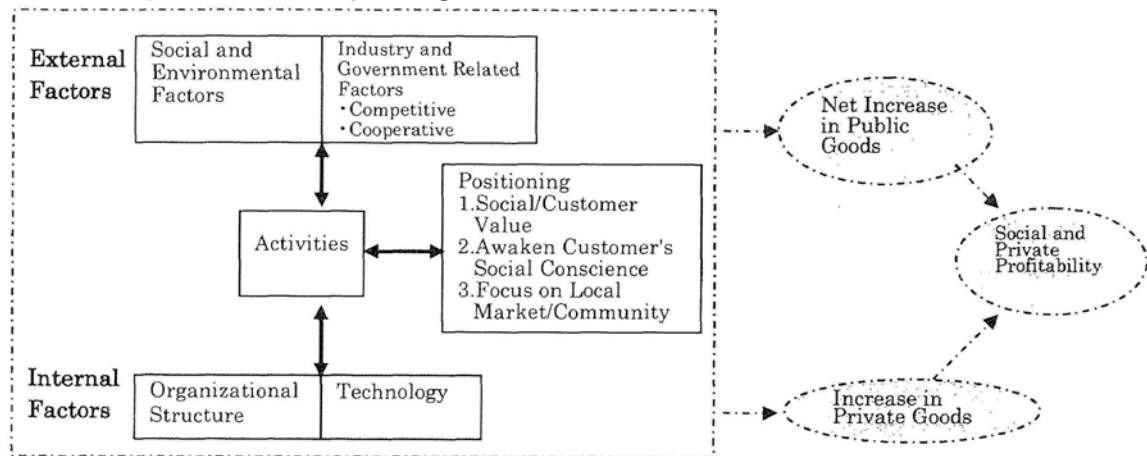 External
Factors
Social and
Environmental
Factors
Industry and
Government Related
Factors
・Competitive
・Cooperative
Activities
Positioning
1.Social/Customer
Value
2.Awaken Customer's
Social Conscience
3.Focus on Local
Market/Community
Internal
Factors
Organizational
Structure
Technology
Net Increase
in Public
Goods
Social and
Private
Profitability
Increase in
Private Goods